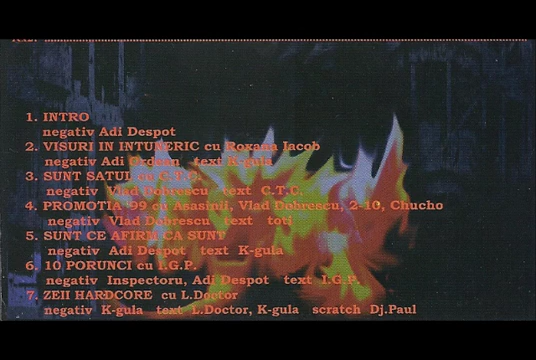 1. INTRO
negativ Adi Despot
2. VISURI IN INTUNERIC cu Roxana Iacob
negativ Adi Ordean text K-gula
3. SUNT SATUL cu C.T.C.
negativ Vlad Dobrescu text C.T.C.
4. PROMOTIA '99 cu Asasinii, Vlad Dobrescu, 2-10, Chucho
negativ Vlad Dobrescu text toti
5. SUNT CE AFIRM CA SUNT
negativ Adi Despot text K-gula
6. 10 PORUNCI cu I.G.P.
negativ Inspectoru, Adi Despot text I.G.P.
7. ZEII HARDCORE cu L.Doctor
negativ K-gula text L.Doctor, K-gula scratch Dj.Paul